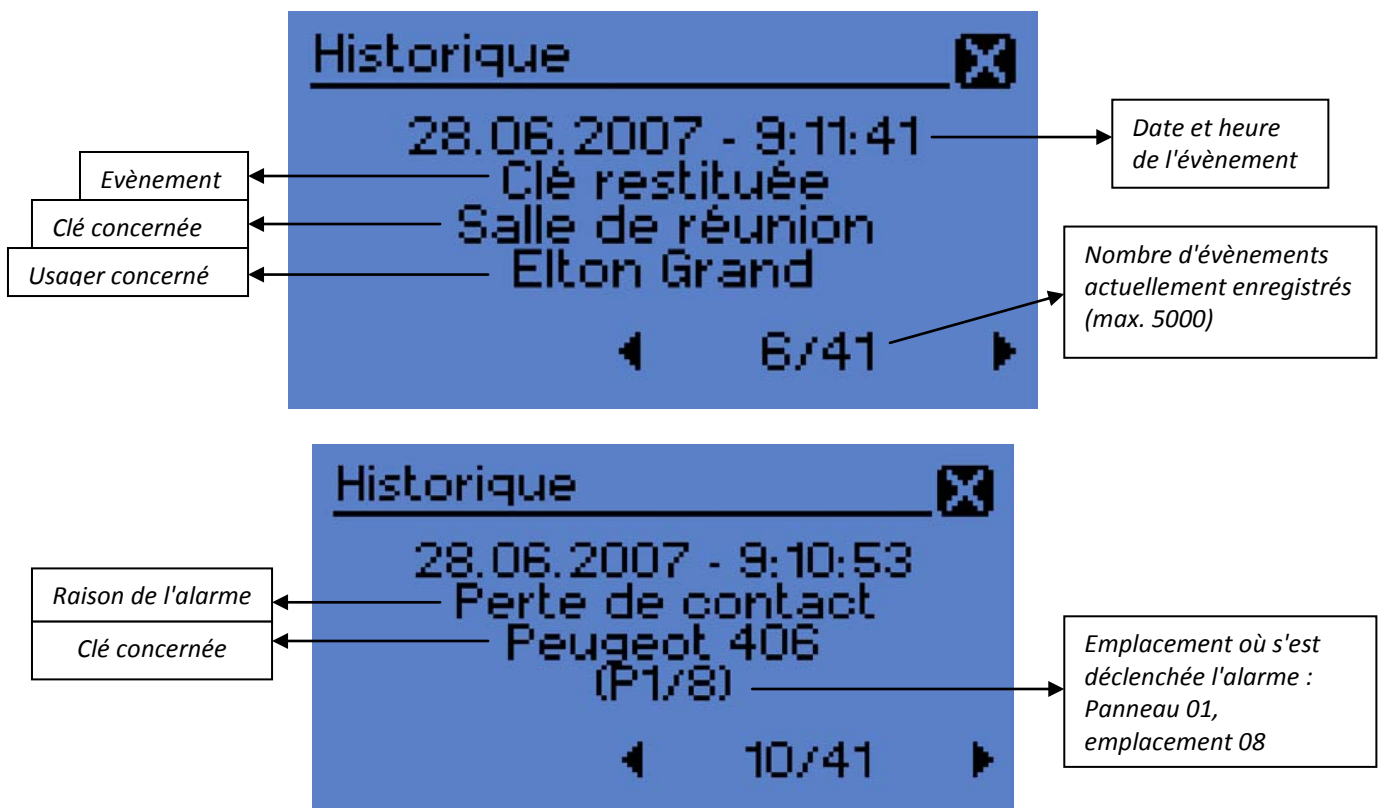 Historique
28.06.2007 - 9:11:41
Clé restituée
Salle de réunion
Elton Grand
6/41
Evènement
Clé concernée
Usager concerné
Date et heure
de l'évènement
Nombre d'évènements
actuellement enregistrés
(max. 5000)
Historique
28.06.2007 - 9:10:53
Perte de contact
Peugeot 406
(P1/8)
10/41
Raison de l'alarme
Clé concernée
Emplacement où s'est
déclenchée l'alarme :
Panneau 01,
emplacement 08